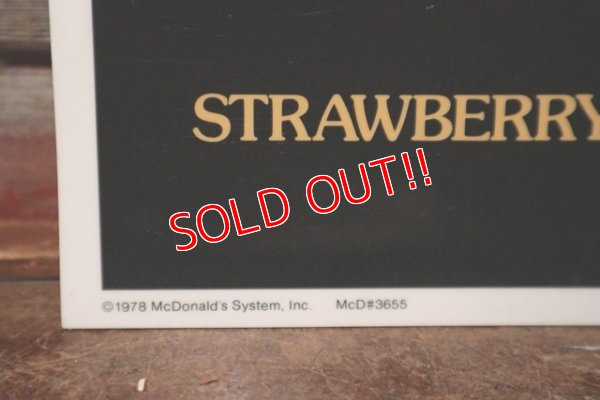 STRAWBERRY
SOLD OUT!!
©1978 McDonald's System, Inc. McD#3655